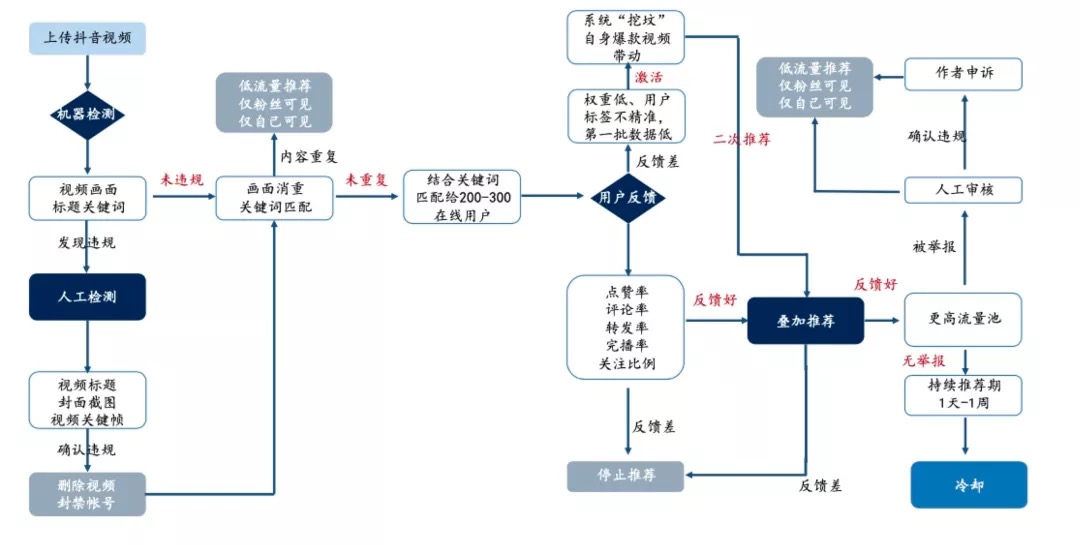 上传抖音视频
机器检测
视频画面
标题关键词
发现违规
人工检测
视频标题
封面截图
视频关键帧
确认违规
删除视频
封禁帐号
未违规
低流量推荐
仅粉丝可见
仅自己可见
内容重复
画面消重
关键词匹配
未重复
结合关键词
匹配给200-300
在线用户
系统“挖坟”
自身爆款视频
带动
激活
权重低、用户
标签不精准，
第一批数据低
反馈差
用户反馈
点赞率
评论率
转发率
完播率
关注比例
反馈差
停止推荐
二次推荐
反馈好
叠加推荐
反馈差
反馈好
低流量推荐
仅粉丝可见
仅自己可见
作者申诉
确认违规
人工审核
被举报
更高流量池
无举报
持续推荐期
1天-1周
冷却